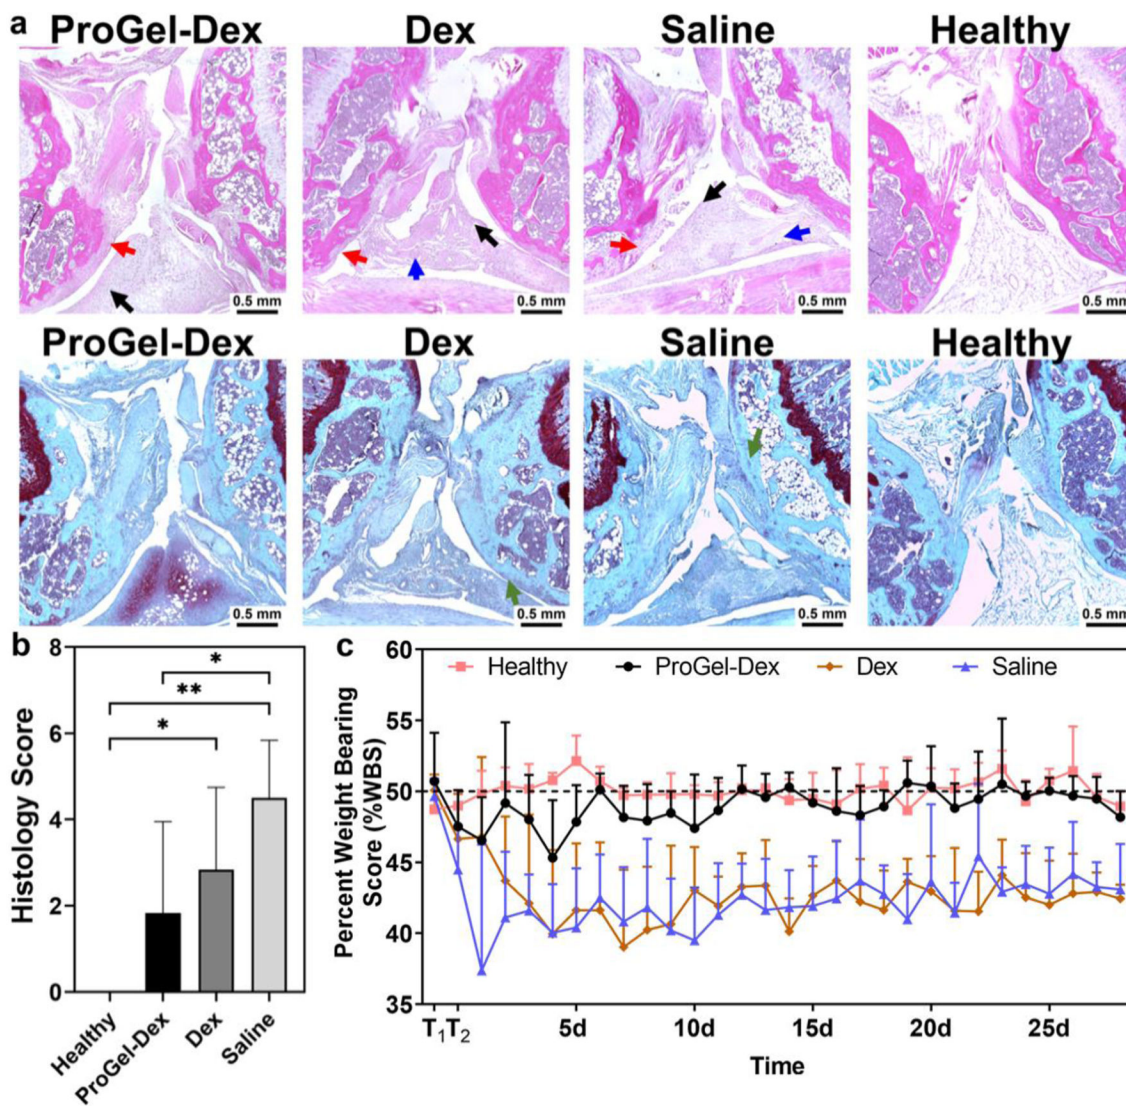 a
ProGel-Dex Dex Saline Healthy
0.5 mm 0.5 mm 0.5 mm 0.5 mm
ProGel-Dex Dex Saline Healthy
0.5 mm 0.5 mm 0.5 mm 0.5 mm
b
8
6
4
2
0
Histology Score
*
**
*
Healthy
ProGel-Dex
Dex
Saline
c
60
55
50
45
40
35
Percent Weight Bearing
Score (%WBS)
Healthy ProGel-Dex Dex Saline
T₁T₂ 5d 10d 15d 20d 25d
Time